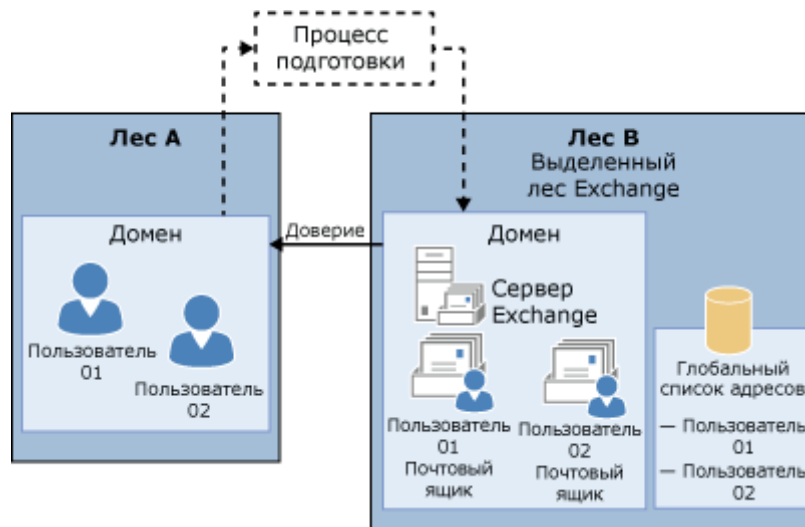 Процесс
подготовки
Лес A
Лес B
Выделенный
лес Exchange
Домен
Доверие
Домен
Сервер
Exchange
Пользователь
01
Пользователь
02
Пользователь
01
Почтовый
ящик
Пользователь
02
Почтовый
ящик
Глобальный
список адресов
— Пользователь
01
— Пользователь
02